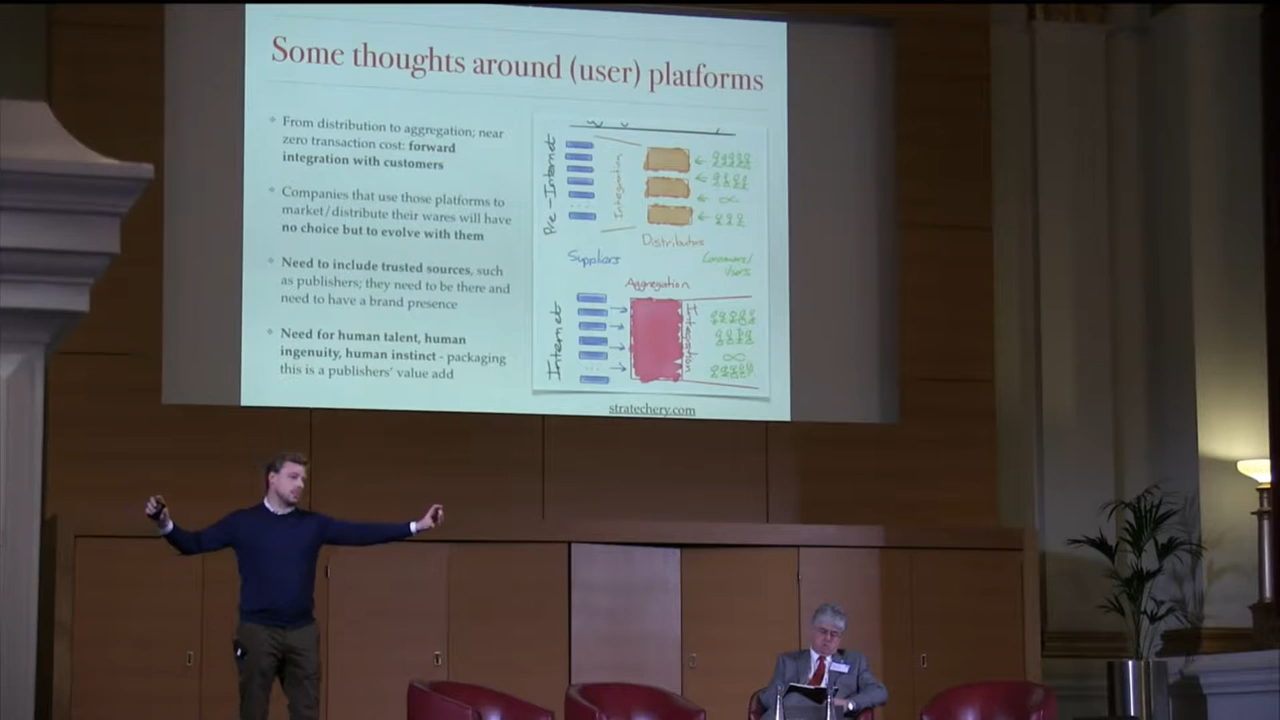 Some thoughts around (user) platforms
From distribution to aggregation; near
zero transaction cost: forward
integration with customers
Companies that use those platforms to
market/distribute their wares will have
no choice but to evolve with them
Need to include trusted sources, such
as publishers; they need to be there and
need to have a brand presence
Need for human talent, human
ingenuity, human instinct - packaging
this is a publishers' value add
Pre-Internet
Integration
Distributors
Suppliers
Consumers/
Users
Aggregation
Internet
Integration
stratechery.com